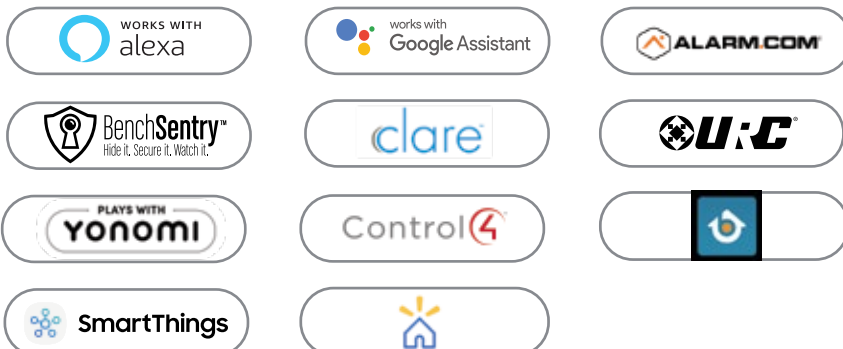 WORKS WITH
alexa
works with
Google Assistant
ALARM.COM
BenchSentry™
Hide it. Secure it. Watch it.
clare™
URC®
PLAYS WITH
YONOMI
Control4®
SmartThings